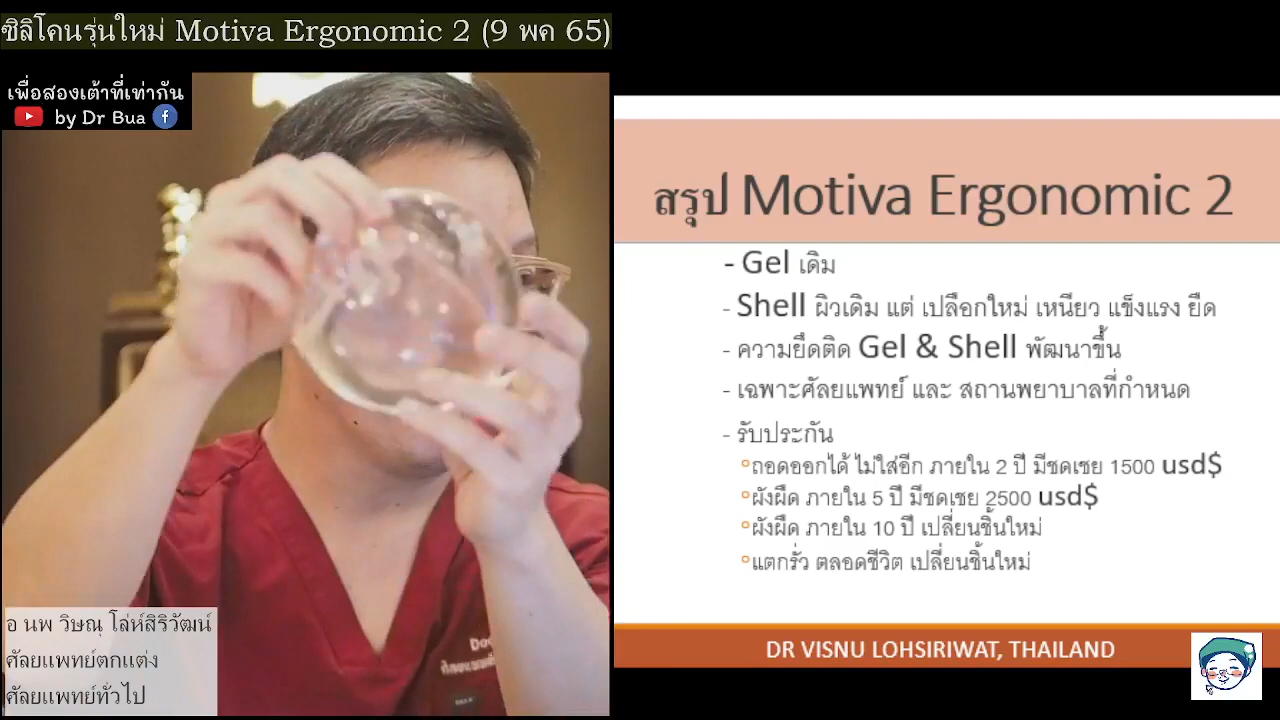 ซิลิโคนรุ่นใหม่ Motiva Ergonomic 2 (9 พค 65)
เพื่อสองเต้าที่เท่ากัน
by Dr Bua
อ นพ วิษณุ โล่ห์สิริวัฒน์
ศัลยแพทย์ตกแต่ง
ศัลยแพทย์ทั่วไป
สรุป Motiva Ergonomic 2
- Gel เดิม
- Shell ผิวเดิม แต่ เปลือกใหม่ เหนียว แข็งแรง ยืด
- ความยึดติด Gel & Shell พัฒนาขึ้น
- เฉพาะศัลยแพทย์ และ สถานพยาบาลที่กำหนด
- รับประกัน
ถอดออกได้ ไม่ใส่อีก ภายใน 2 ปี มีชดเชย 1500 usd$
ผังผืด ภายใน 5 ปี มีชดเชย 2500 usd$
ผังผืด ภายใน 10 ปี เปลี่ยนชิ้นใหม่
แตกรั่ว ตลอดชีวิต เปลี่ยนชิ้นใหม่
DR VISNU LOHSIRIWAT, THAILAND